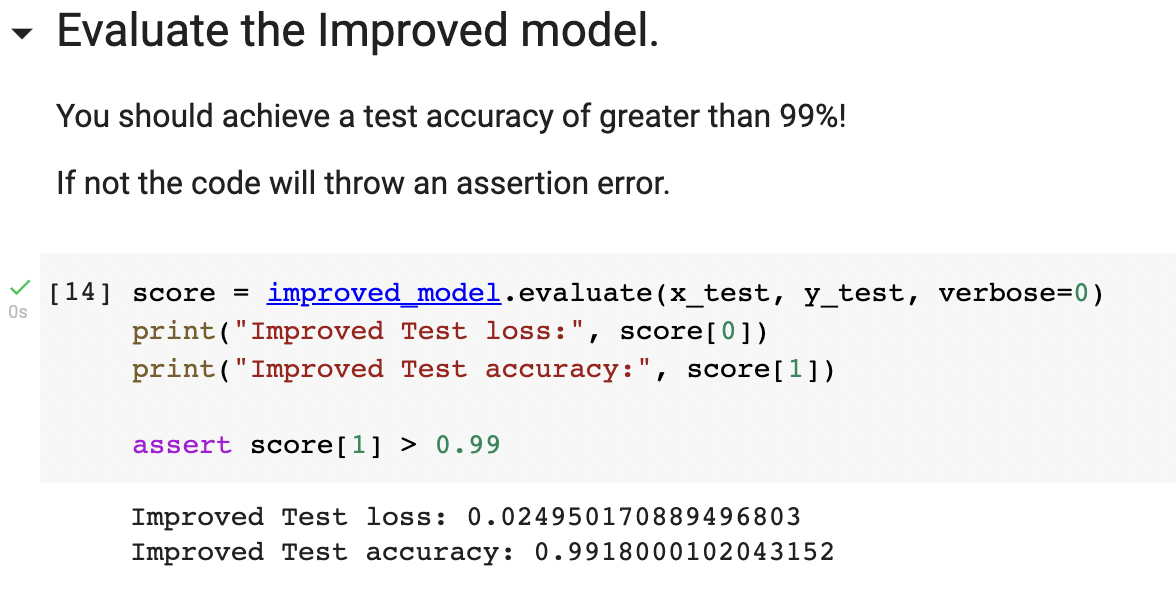 Evaluate the Improved model.
You should achieve a test accuracy of greater than 99%!
If not the code will throw an assertion error.
[14] score = improved_model.evaluate(x_test, y_test, verbose=0)
0s
print("Improved Test loss:", score[0])
print("Improved Test accuracy:", score[1])
assert score[1] > 0.99
Improved Test loss: 0.024950170889496803
Improved Test accuracy: 0.9918000102043152